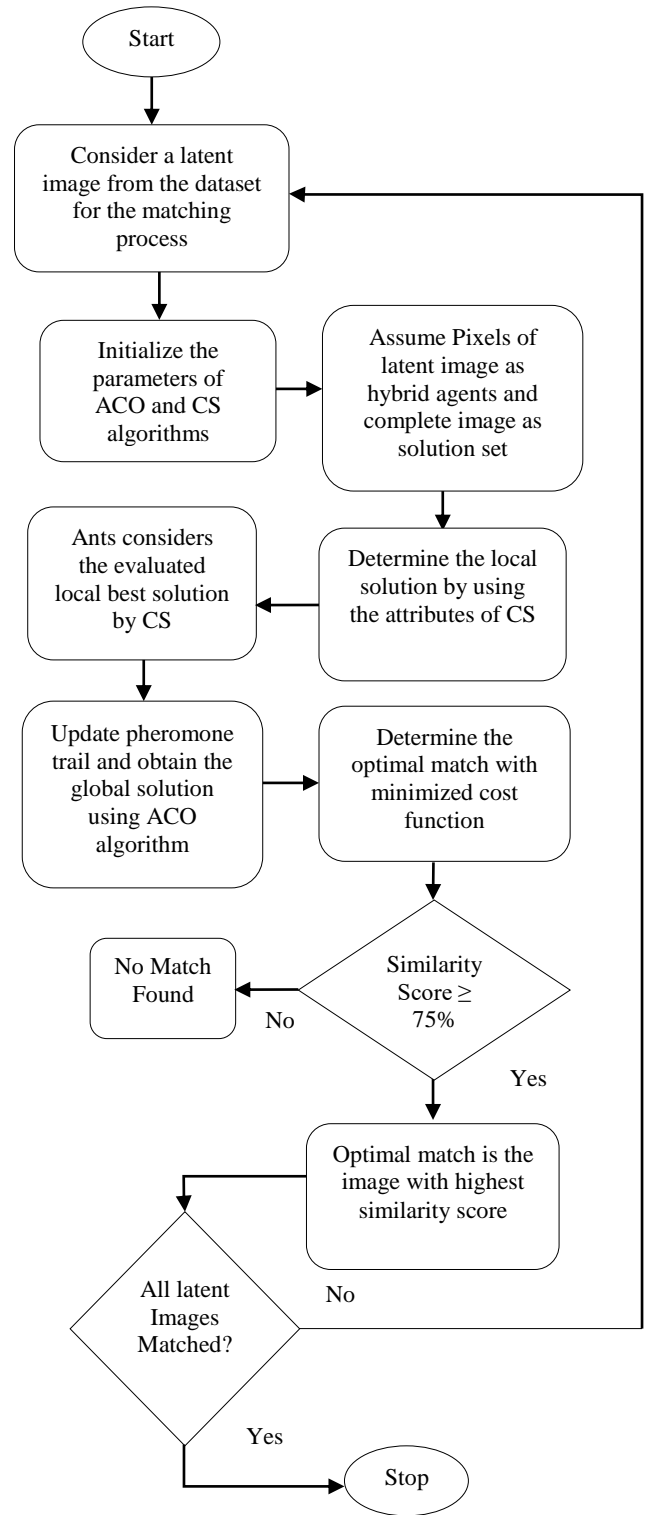 Start
Consider a latent
image from the dataset
for the matching
process
Initialize the
parameters of
ACO and CS
algorithms
Assume Pixels of
latent image as
hybrid agents and
complete image as
solution set
Determine the local
solution by using
the attributes of CS
Ants considers
the evaluated
local best solution
by CS
Update pheromone
trail and obtain the
global solution
using ACO
algorithm
Determine the
optimal match with
minimized cost
function
Similarity
Score ≥
75%
No
No Match
Found
Yes
Optimal match is the
image with highest
similarity score
All latent
Images
Matched?
No
Yes
Stop